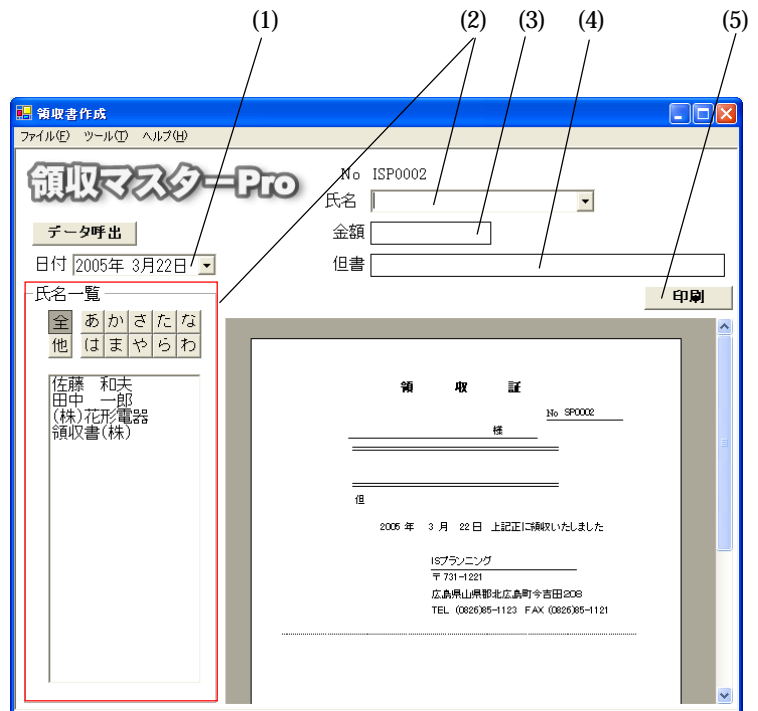 (1) (2) (3) (4) (5)
領収書作成
ファイル(F) ツール(T) ヘルプ(H)
領収マスターPro
No ISP0002
氏名
データ呼出
金額
日付 2005年 3月22日
但書
氏名一覧
印刷
全 あ か さ た な
他 は ま や ら わ
佐藤 和夫
田中 一郎
(株)花形電器
領収書(株)
領 収 証
No SP0002
様
但
2005 年 3 月 22 日 上記正に領収いたしました
ISプランニング
〒731-1221
広島県山県郡北広島町今吉田208
TEL (0826)85-1123 FAX (0826)85-1121